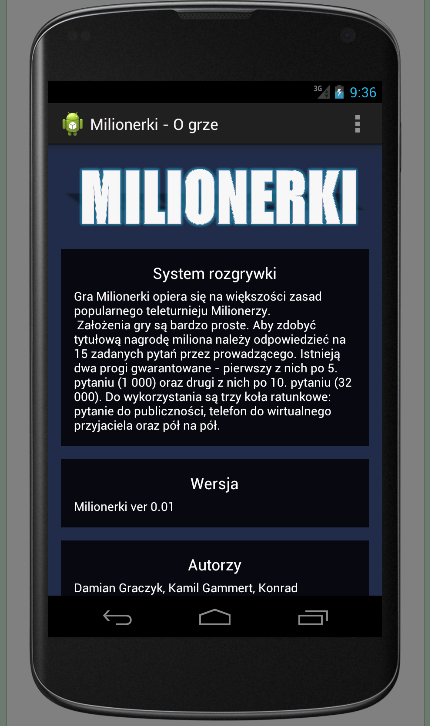 3G
9:36
Milionerki - O grze
MILIONERKI
System rozgrywki
Gra Milionerki opiera się na większości zasad
popularnego teleturnieju Milionerzy.
Założenia gry są bardzo proste. Aby zdobyć
tytułową nagrodę miliona należy odpowiedzieć na
15 zadanych pytań przez prowadzącego. Istnieją
dwa progi gwarantowane - pierwszy z nich po 5.
pytaniu (1 000) oraz drugi z nich po 10. pytaniu (32
000). Do wykorzystania są trzy koła ratunkowe:
pytanie do publiczności, telefon do wirtualnego
przyjaciela oraz pół na pół.
Wersja
Milionerki ver 0.01
Autorzy
Damian Graczyk, Kamil Gammert, Konrad